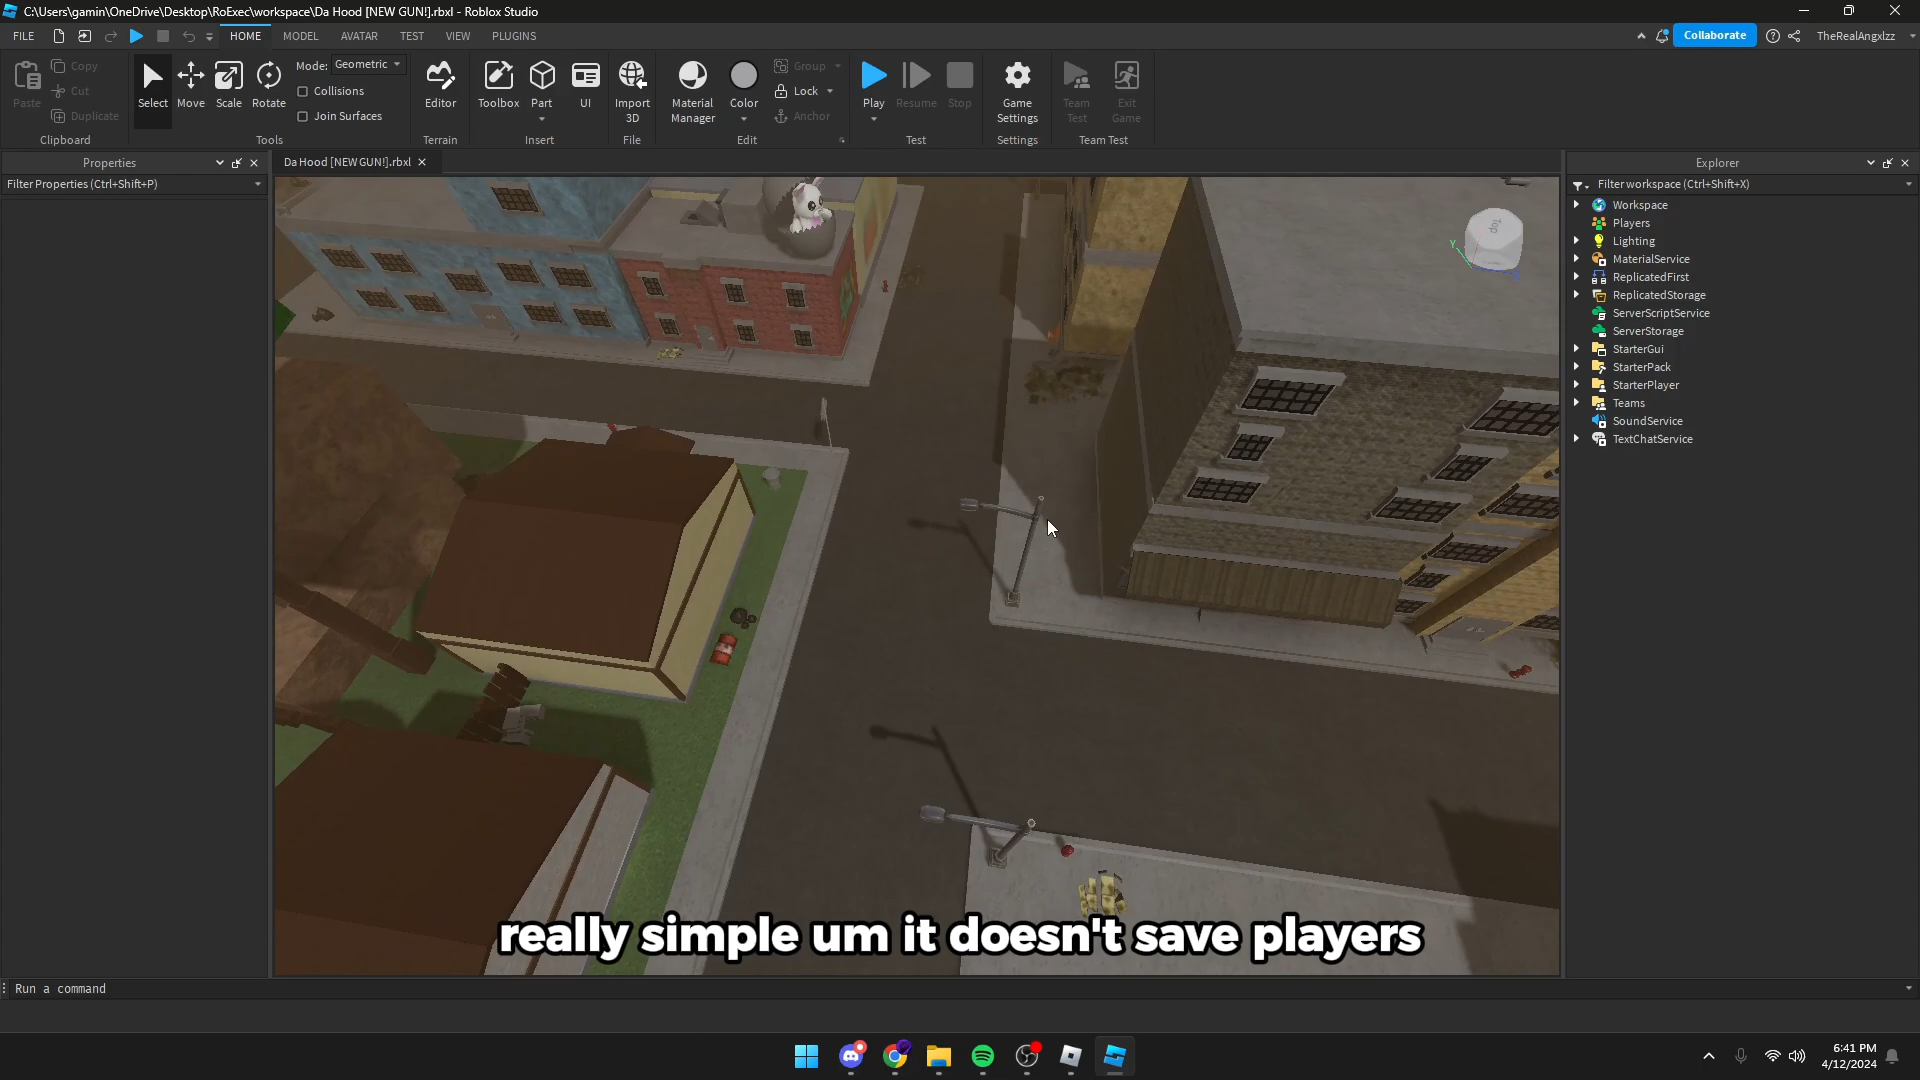 C:\Users\gamin\OneDrive\Desktop\RoExec\workspace\Da Hood [NEW GUN!].rbxl - Roblox Studio
FILE HOME MODEL AVATAR TEST VIEW PLUGINS Collaborate TheRealAngxlzz
Paste Copy Cut Duplicate
Clipboard
Select Move Scale Rotate
Mode: Geometric
Collisions
Join Surfaces
Tools
Editor
Terrain
Toolbox Part UI
Insert
Import 3D
File
Material Manager Color
Group
Lock
Anchor
Edit
Play Resume Stop
Test
Game Settings
Settings
Team Test Exit Game
Team Test
Properties
Filter Properties (Ctrl+Shift+P)
Da Hood [NEW GUN!].rbxl
Top
Y
Explorer
Filter workspace (Ctrl+Shift+X)
Workspace
Players
Lighting
MaterialService
ReplicatedFirst
ReplicatedStorage
ServerScriptService
ServerStorage
StarterGui
StarterPack
StarterPlayer
Teams
SoundService
TextChatService
really simple um it doesn't save players
Run a command
6:41 PM
4/12/2024